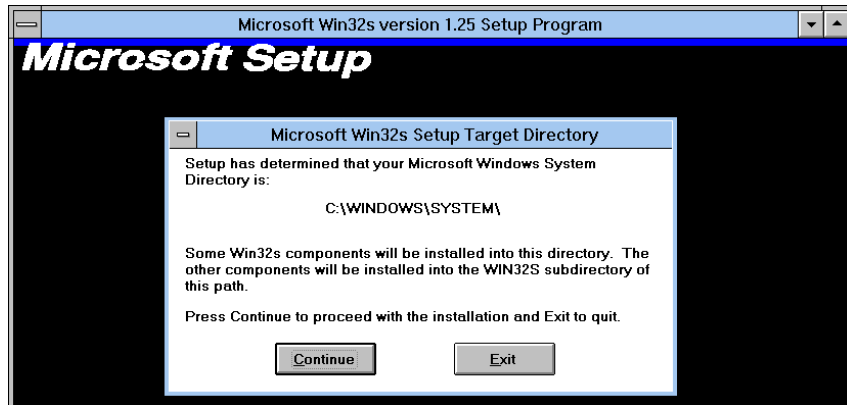 Microsoft Win32s version 1.25 Setup Program
Microsoft Setup
Microsoft Win32s Setup Target Directory
Setup has determined that your Microsoft Windows System
Directory is:
C:\WINDOWS\SYSTEM\
Some Win32s components will be installed into this directory.  The
other components will be installed into the WIN32S subdirectory of
this path.
Press Continue to proceed with the installation and Exit to quit.
Continue
Exit